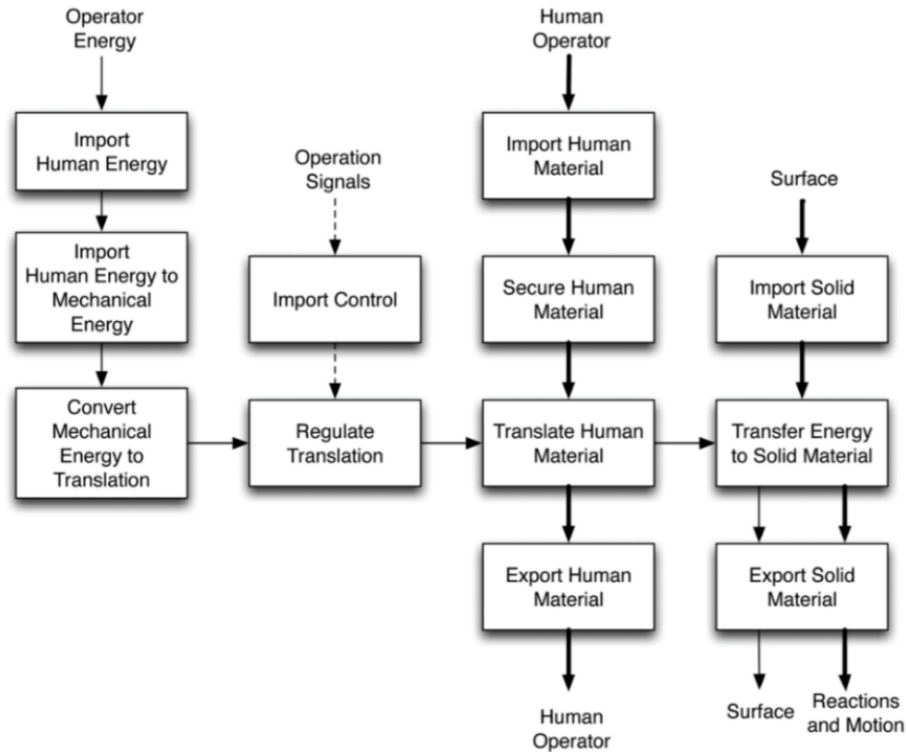 Operator
Energy
Import
Human Energy
Import
Human Energy to
Mechanical
Energy
Convert
Mechanical
Energy to
Translation
Operation
Signals
Import Control
Regulate
Translation
Human
Operator
Import Human
Material
Secure Human
Material
Translate Human
Material
Export Human
Material
Human
Operator
Surface
Import Solid
Material
Transfer Energy
to Solid Material
Export Solid
Material
Surface
Reactions
and Motion